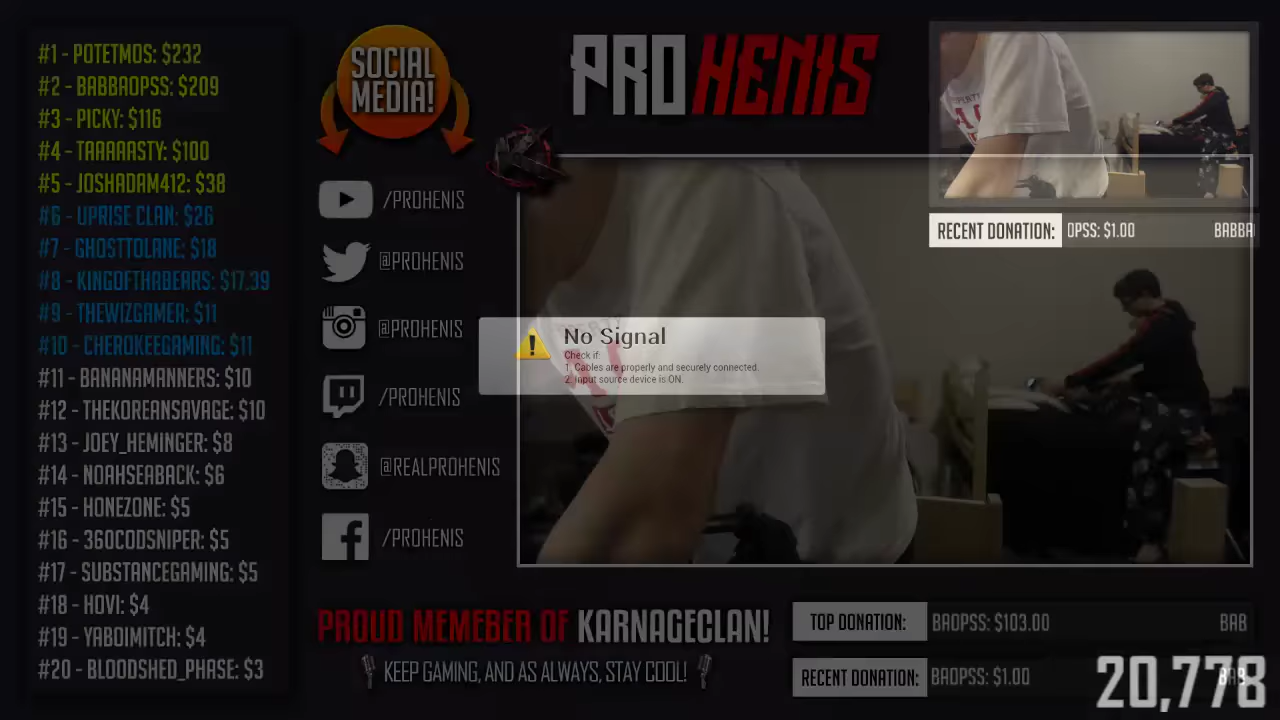 #1 - POTETMOS: $232
#2 - BABBAOPSS: $209
#3 - PICKY: $116
#4 - TAAAAASTY: $100
#5 - JOSHADAM412: $38
#6 - UPRISE CLAN: $26
#7 - GHOSTTOLANE: $18
#8 - KINGOFTHABEARS: $17.39
#9 - THEWIZGAMER: $11
#10 - CHEROKEEGAMING: $11
#11 - BANANAMANNERS: $10
#12 - THEKOREANSAVAGE: $10
#13 - JOEY_HEMINGER: $8
#14 - NOAHSEABACK: $6
#15 - HONEZONE: $5
#16 - 360CODSNIPER: $5
#17 - SUBSTANCEGAMING: $5
#18 - HOVI: $4
#19 - YABOIMITCH: $4
#20 - BLOODSHED_PHASE: $3
SOCIAL
MEDIA!
/PROHENIS
@PROHENIS
@PROHENIS
/PROHENIS
@REALPROHENIS
/PROHENIS
PROHENIS
RECENT DONATION: OPSS: $1.00 BABBA
No Signal
Check if:
1. Cables are properly and securely connected.
2. Input source device is ON.
PROUD MEMEBER OF KARNAGECLAN!
KEEP GAMING, AND AS ALWAYS, STAY COOL!
TOP DONATION: BAOPSS: $103.00 BAB
RECENT DONATION: BAOPSS: $1.00 BAB
20,778